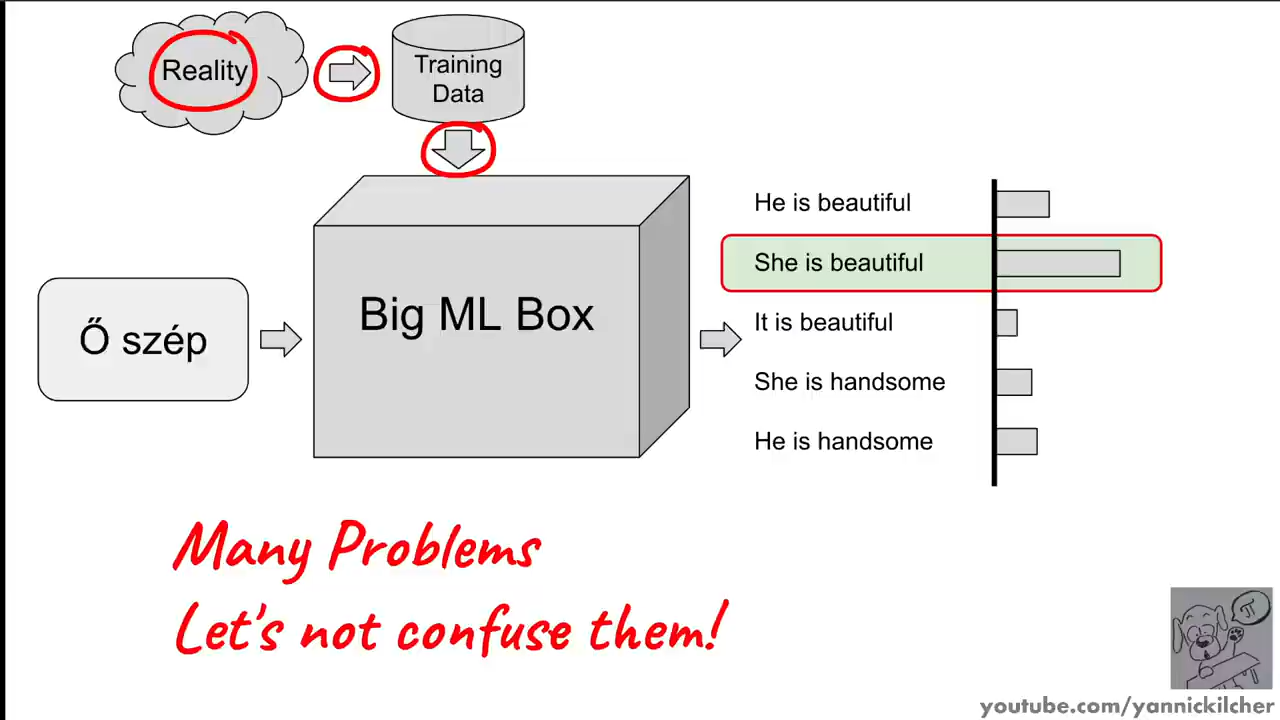 Reality
Training
Data
Ő szép
Big ML Box
He is beautiful
She is beautiful
It is beautiful
She is handsome
He is handsome
Many Problems
Let's not confuse them!
π
youtube.com/yannickilcher